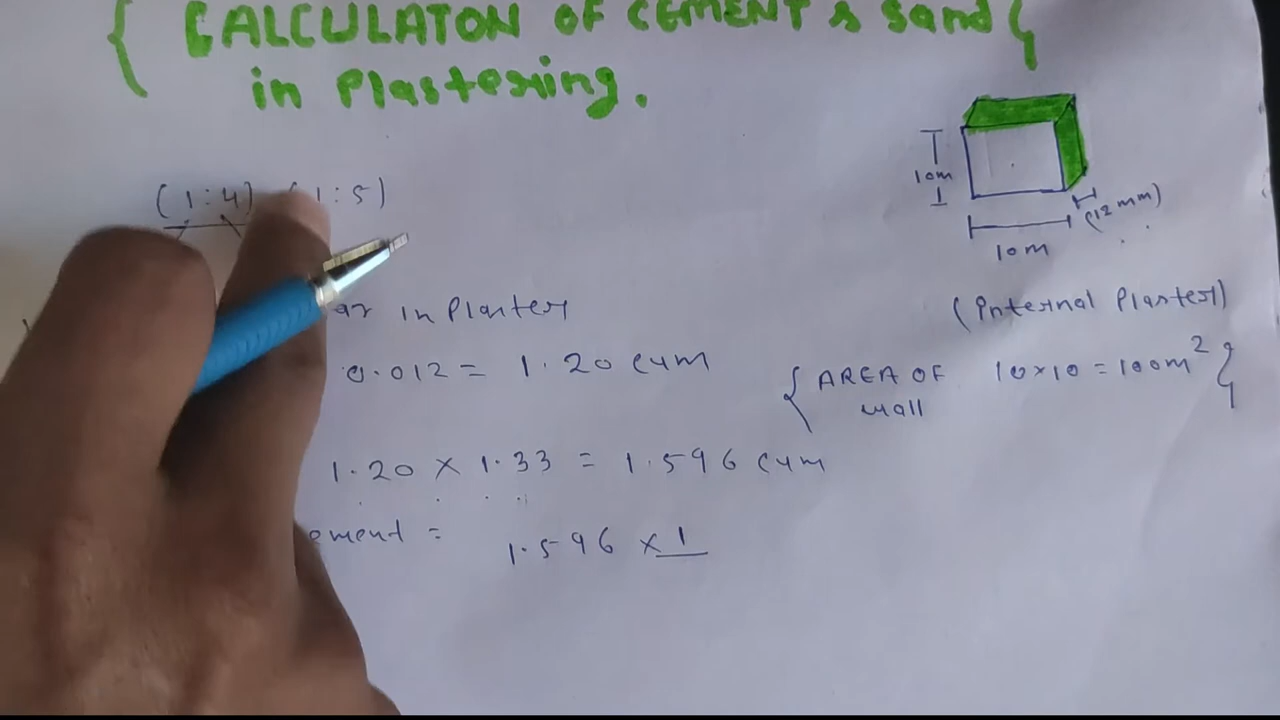 { CALCULATON OF CEMENT & Sand {
in Plastering.
(1:4) (1:5)
10m
(12mm)
10m
in Plaster
(Internal Plaster)
0.012 = 1.20 cum
{ AREA OF 10×10 = 100m² }
wall
1.20 × 1.33 = 1.596 cum
ement = 1.596 × 1